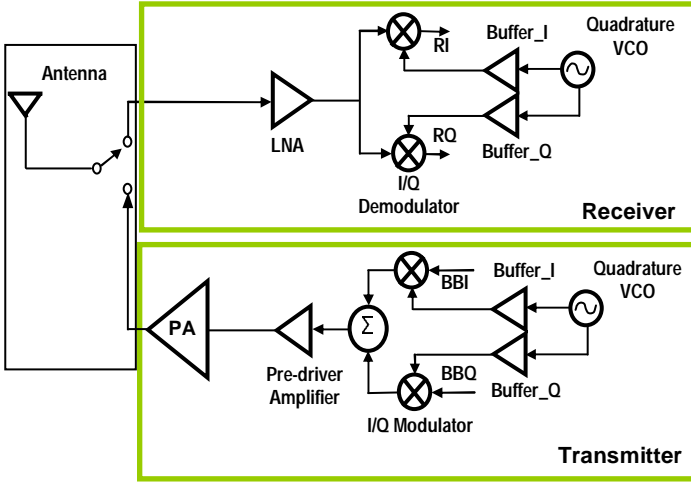 Antenna
LNA
RI
RQ
I/Q
Demodulator
Buffer_I
Buffer_Q
Quadrature
VCO
Receiver
PA
Pre-driver
Amplifier
Σ
BBI
BBQ
I/Q Modulator
Buffer_I
Buffer_Q
Quadrature
VCO
Transmitter